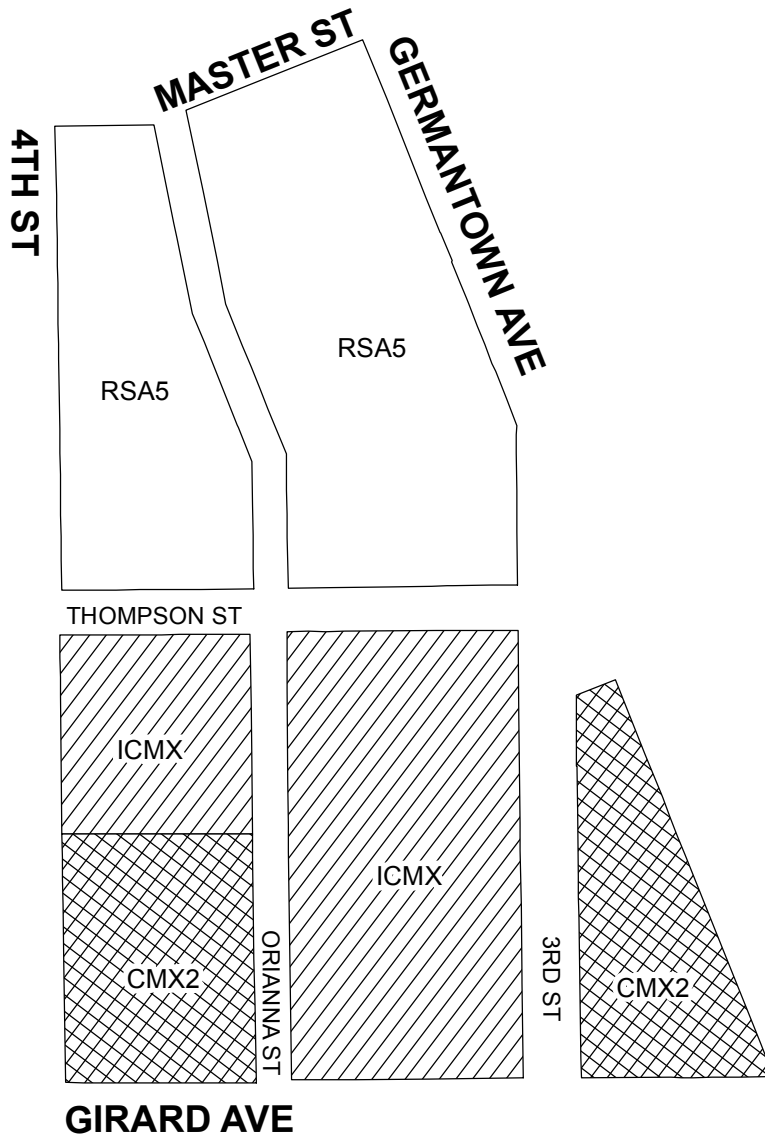 MASTER ST
GERMANTOWN AVE
4TH ST
RSA5
RSA5
THOMPSON ST
ICMX
ICMX
CMX2
ORIANNA ST
3RD ST
CMX2
GIRARD AVE